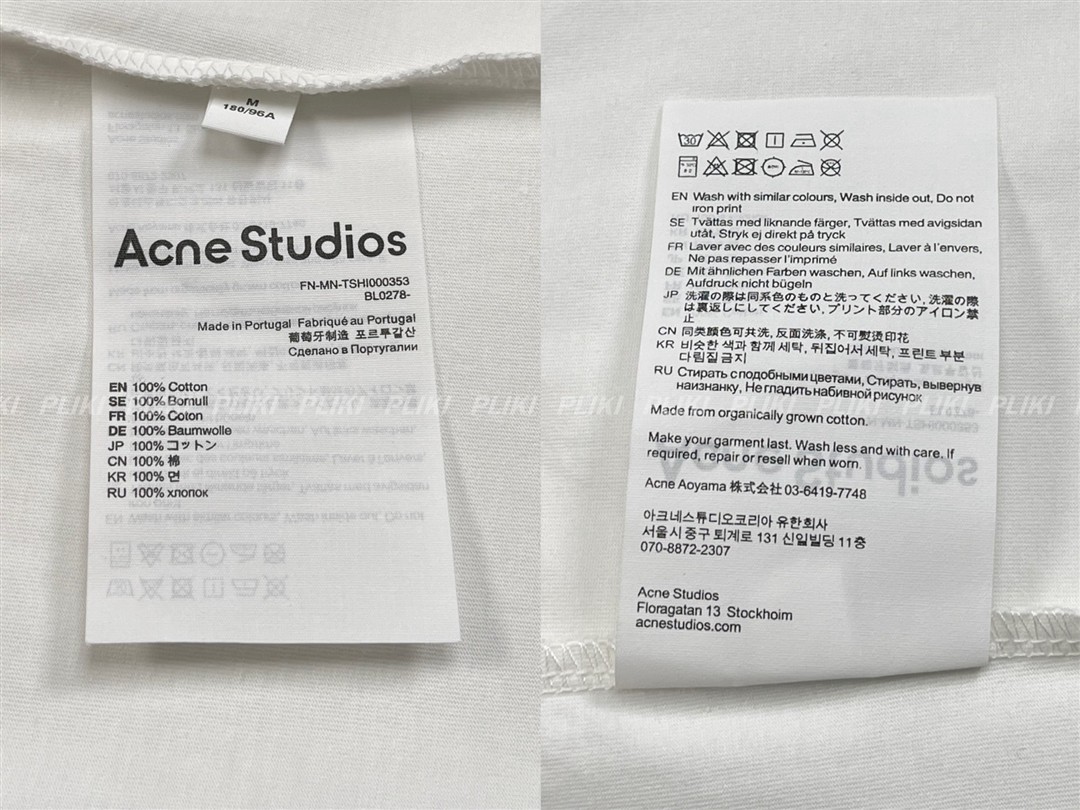 M
180/96A
Acne Studios
FN-MN-TSHI000353
BL0278-
Made in Portugal Fabriqué au Portugal
葡萄牙制造 포르투갈산
Сделано в Португалии
EN 100% Cotton
SE 100% Bomull
FR 100% Coton
DE 100% Baumwolle
JP 100% コットン
CN 100% 棉
KR 100% 면
RU 100% хлопок
30
EN Wash with similar colours, Wash inside out, Do not
iron print
SE Tvättas med liknande färger, Tvättas med avigsidan
utåt, Stryk ej direkt på tryck
FR Laver avec des couleurs similaires, Laver à l'envers,
Ne pas repasser l'imprimé
DE Mit ähnlichen Farben waschen, Auf links waschen,
Aufdruck nicht bügeln
JP 洗濯の際は同系色のものと洗ってください, 洗濯の際
は裏返しにしてください, プリント部分のアイロン禁
止
CN 同类颜色可共洗, 反面洗涤, 不可熨烫印花
KR 비슷한 색과 함께 세탁, 뒤집어서 세탁, 프린트 부분
다림질 금지
RU Стирать с подобными цветами, Стирать, вывернув
наизнанку, Не гладить набивной рисунок
Made from organically grown cotton.
Make your garment last. Wash less and with care. If
required, repair or resell when worn.
Acne Aoyama 株式会社 03-6419-7748
아크네스튜디오코리아 유한회사
서울시 중구 퇴계로 131 신일빌딩 11층
070-8872-2307
Acne Studios
Floragatan 13 Stockhoim
acnestudios.com
PLIKI PLIKI PLIKI PLIKI PLIKI PLIKI PLIKI